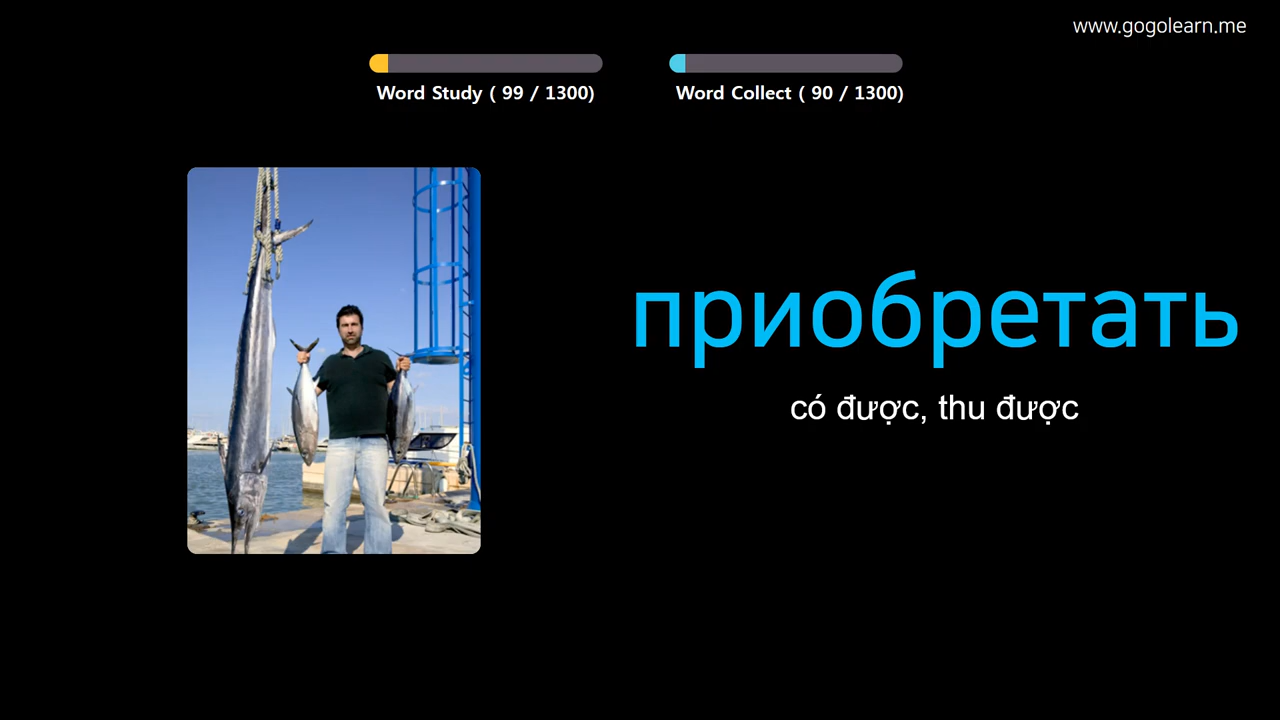 www.gogolearn.me
Word Study ( 99 / 1300)
Word Collect ( 90 / 1300)
приобретать
có được, thu được